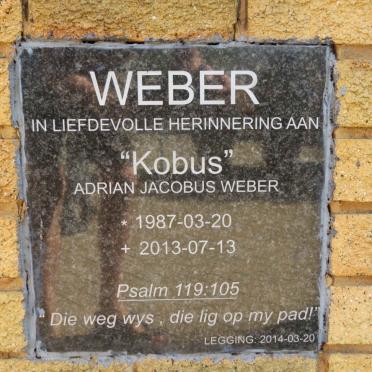 WEBER
IN LIEFDEVOLLE HERINNERING AAN
“Kobus”
ADRIAN JACOBUS WEBER
* 1987-03-20
+ 2013-07-13
Psalm 119:105
“ Die weg wys , die lig op my pad!”
LEGGING: 2014-03-20